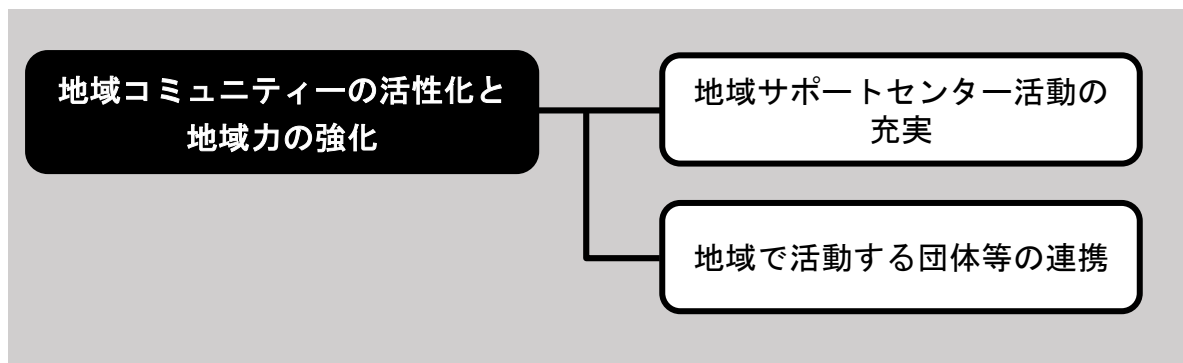 地域コミュニティーの活性化と
地域力の強化
地域サポートセンター活動の
充実
地域で活動する団体等の連携